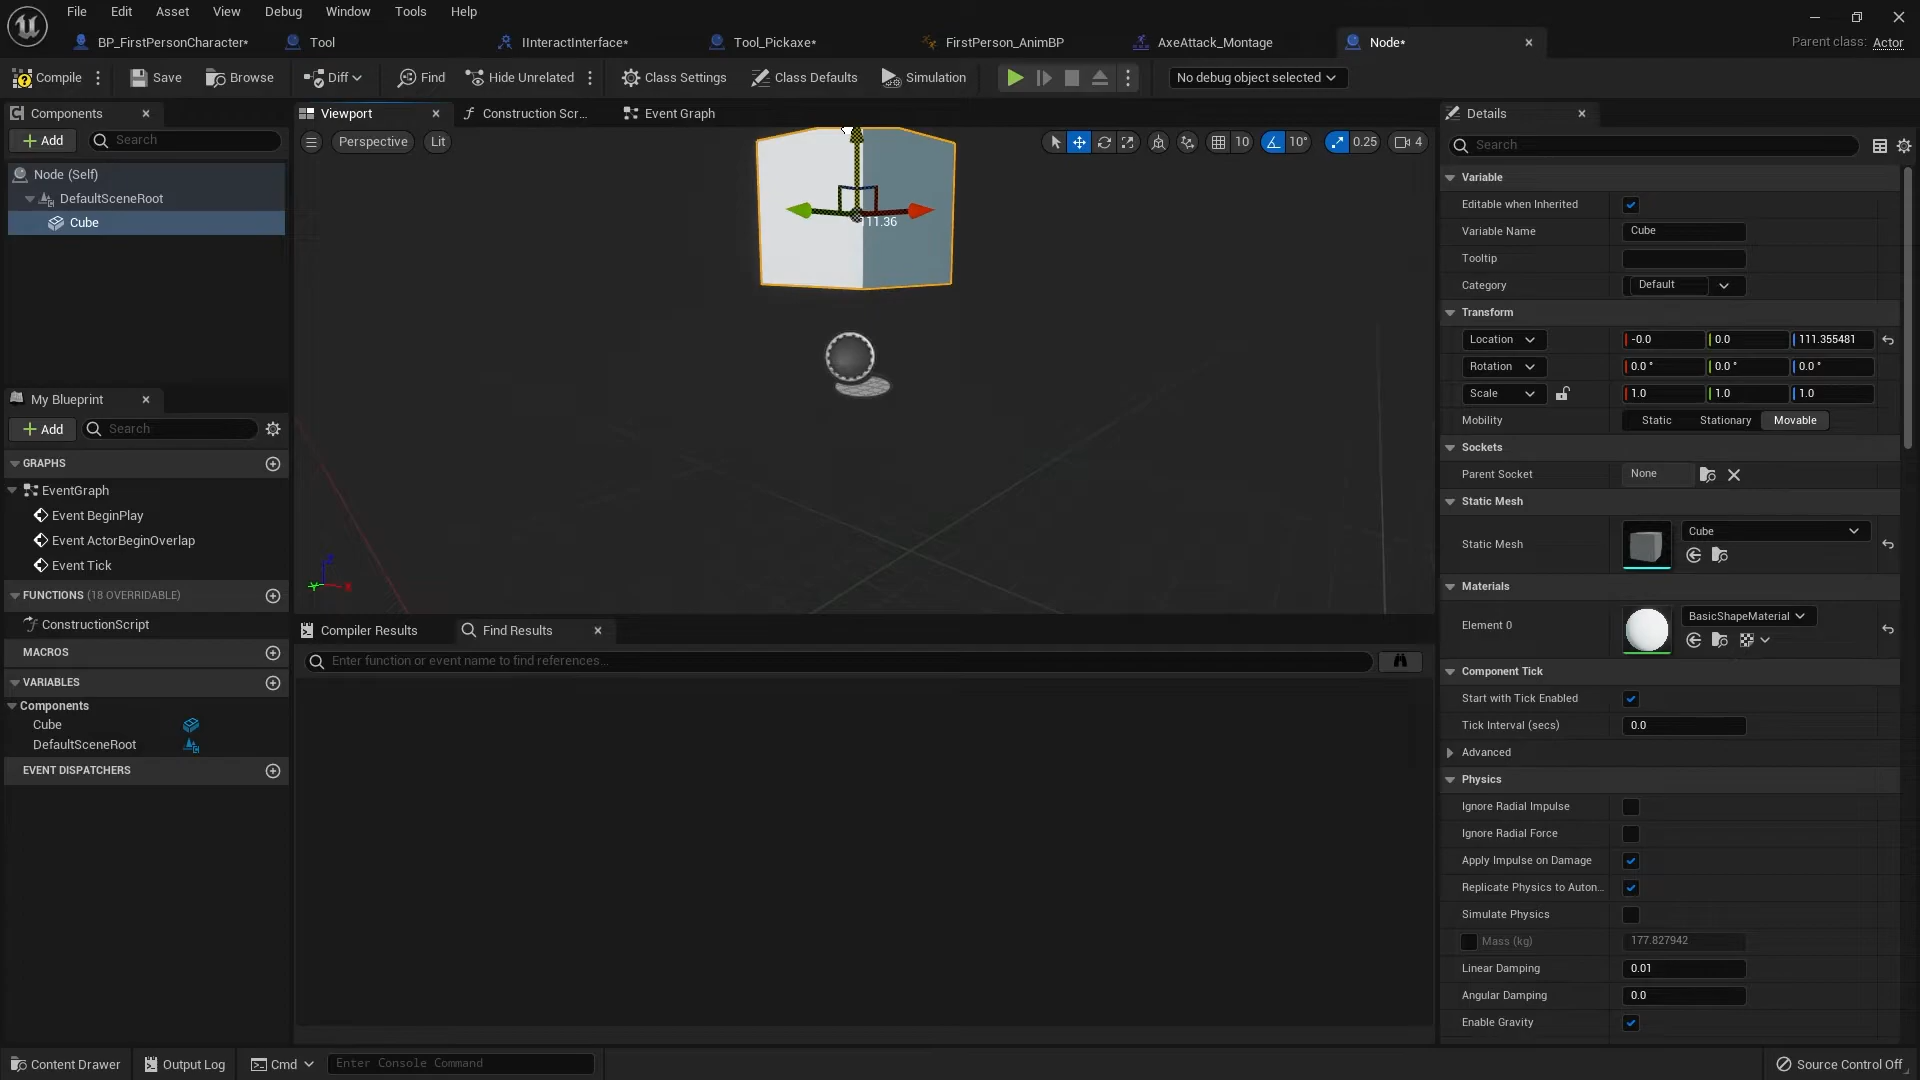 File Edit Asset View Debug Window Tools Help
BP_FirstPersonCharacter* Tool IInteractInterface* Tool_Pickaxe* FirstPerson_AnimBP AxeAttack_Montage Node* Parent class: Actor
Compile Save Browse Diff Find Hide Unrelated Class Settings Class Defaults Simulation No debug object selected
Components Viewport Construction Scr... Event Graph Details
Add Search Perspective Lit 10 10° 0.25 4 Search
Node (Self)
DefaultSceneRoot
Cube
111.36
My Blueprint
Add Search
GRAPHS
EventGraph
Event BeginPlay
Event ActorBeginOverlap
Event Tick
FUNCTIONS (18 OVERRIDABLE)
ConstructionScript
MACROS
VARIABLES
Components
Cube
DefaultSceneRoot
EVENT DISPATCHERS
Compiler Results Find Results
Enter function or event name to find references...
Variable
Editable when Inherited
Variable Name Cube
Tooltip
Category Default
Transform
Location -0.0 0.0 111.355481
Rotation 0.0 ° 0.0 ° 0.0 °
Scale 1.0 1.0 1.0
Mobility Static Stationary Movable
Sockets
Parent Socket None
Static Mesh
Static Mesh Cube
Materials
Element 0 BasicShapeMaterial
Component Tick
Start with Tick Enabled
Tick Interval (secs) 0.0
Advanced
Physics
Ignore Radial Impulse
Ignore Radial Force
Apply Impulse on Damage
Replicate Physics to Auton...
Simulate Physics
Mass (kg) 177.827942
Linear Damping 0.01
Angular Damping 0.0
Enable Gravity
Content Drawer Output Log Cmd Enter Console Command Source Control Off